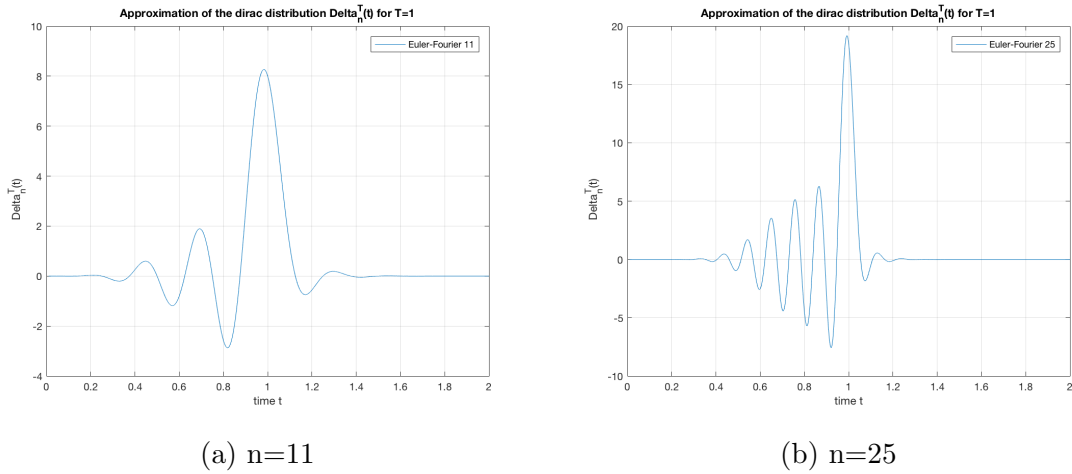 Approximation of the dirac distribution Delta_n^T(t) for T=1
Euler-Fourier 11
10
8
6
4
2
0
-2
-4
Delta_n^T(t)
0 0.2 0.4 0.6 0.8 1 1.2 1.4 1.6 1.8 2
time t
(a) n=11
Approximation of the dirac distribution Delta_n^T(t) for T=1
Euler-Fourier 25
20
15
10
5
0
-5
-10
Delta_n^T(t)
0 0.2 0.4 0.6 0.8 1 1.2 1.4 1.6 1.8 2
time t
(b) n=25